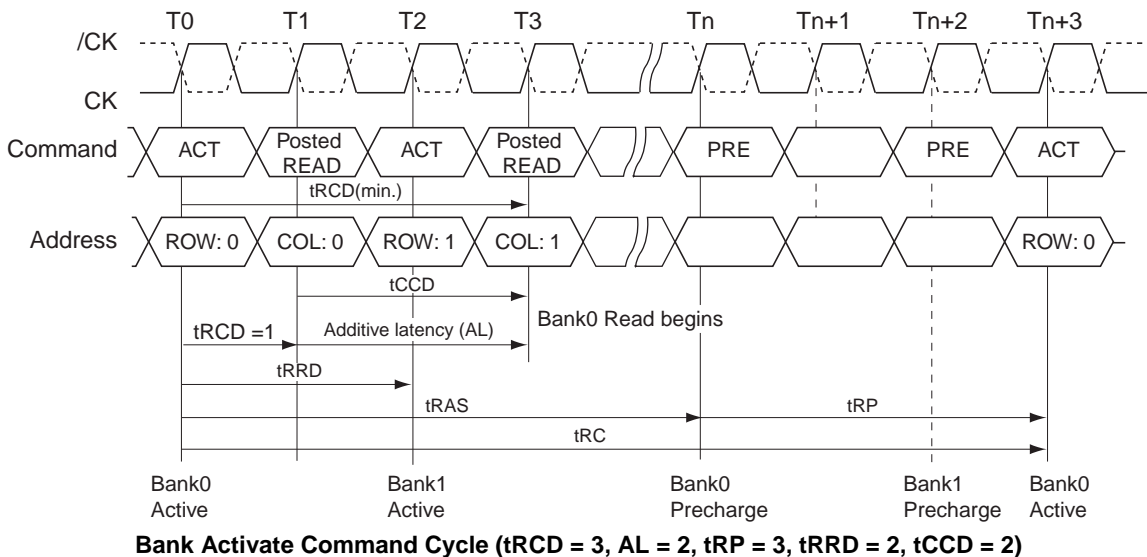 T0 T1 T2 T3 Tn Tn+1 Tn+2 Tn+3
/CK
CK
Command ACT Posted READ ACT Posted READ PRE PRE ACT
tRCD(min.)
Address ROW: 0 COL: 0 ROW: 1 COL: 1 ROW: 0
tCCD
Bank0 Read begins
tRCD =1 Additive latency (AL)
tRRD
tRAS tRP
tRC
Bank0 Active Bank1 Active Bank0 Precharge Bank1 Precharge Bank0 Active
Bank Activate Command Cycle (tRCD = 3, AL = 2, tRP = 3, tRRD = 2, tCCD = 2)